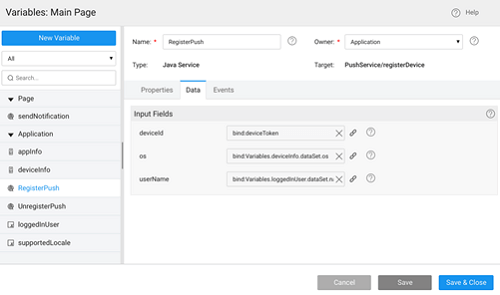 Variables: Main Page
Help
New Variable
All
Search...
Page
sendNotification
Application
appInfo
deviceInfo
RegisterPush
UnregisterPush
loggedInUser
supportedLocale
Name: * RegisterPush
Owner: * Application
Type: Java Service
Target: PushService/registerDevice
Properties Data Events
Input Fields
deviceId bind:deviceToken
os bind:Variables.deviceInfo.dataSet.os
userName bind:Variables.loggedInUser.dataSet.n
Cancel Save Save & Close